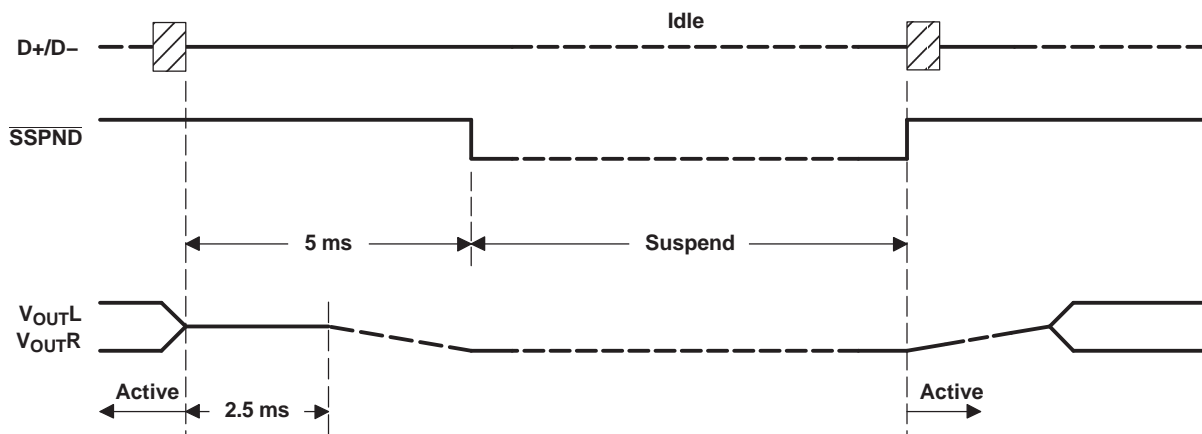 Idle
D+/D−
SSPND
5 ms
Suspend
VOUTL
VOUTR
Active
2.5 ms
Active